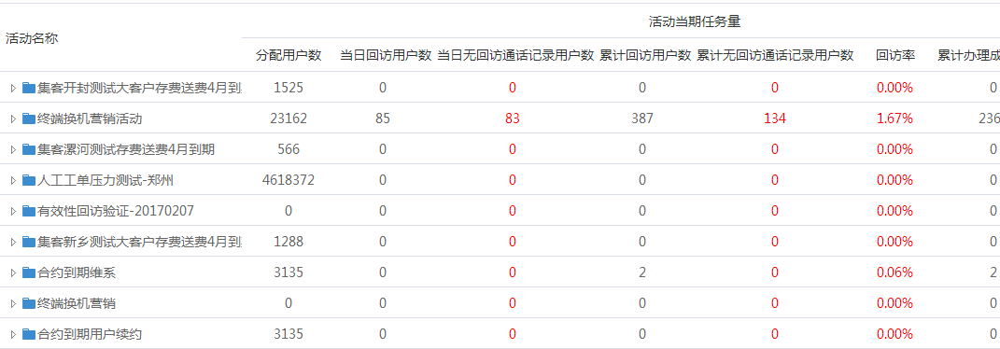 活动当期任务量
活动名称
分配用户数 当日回访用户数 当日无回访通话记录用户数 累计回访用户数 累计无回访通话记录用户数 回访率 累计办理成
集客开封测试大客户存费送费4月到 1525 0 0 0 0 0.00% 0
终端换机营销活动 23162 85 83 387 134 1.67% 236
集客漯河测试存费送费4月到期 566 0 0 0 0 0.00% 0
人工工单压力测试-郑州 4618372 0 0 0 0 0.00% 0
有效性回访验证-20170207 0 0 0 0 0 0.00% 0
集客新乡测试大客户存费送费4月到 1288 0 0 0 0 0.00% 0
合约到期维系 3135 0 0 2 0 0.06% 2
终端换机营销 0 0 0 0 0 0.00% 0
合约到期用户续约 3135 0 0 0 0 0.00% 0